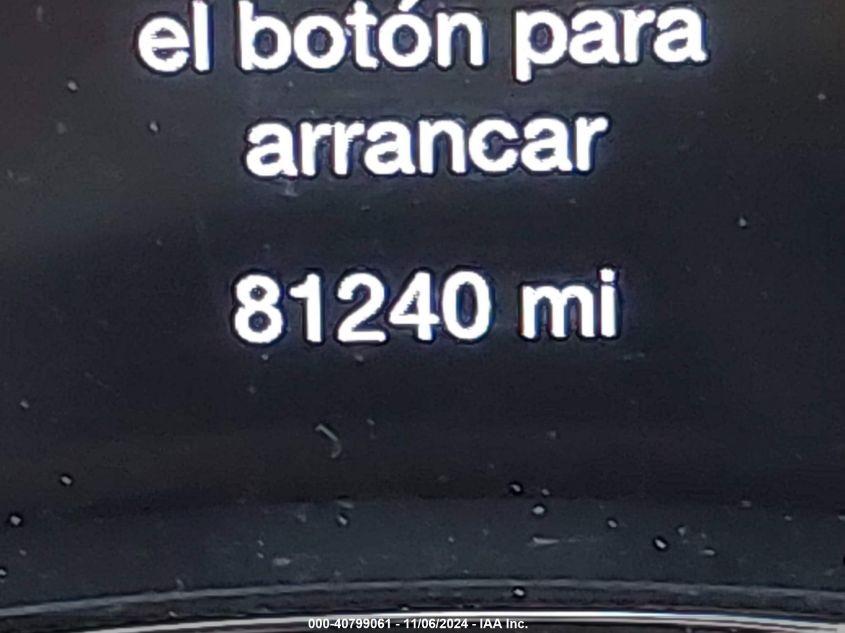 el botón para
arrancar
81240 mi
000-40799061 - 11/06/2024 - IAA Inc.